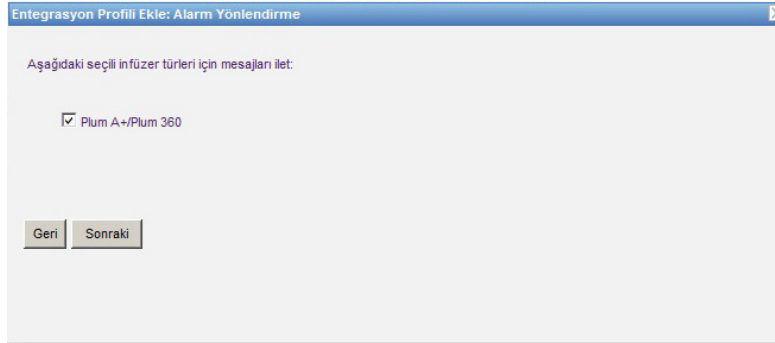 Entegrasyon Profili Ekle: Alarm Yönlendirme
Aşağıdaki seçili infüzer türleri için mesajları ilet:
Plum A+/Plum 360
Geri Sonraki